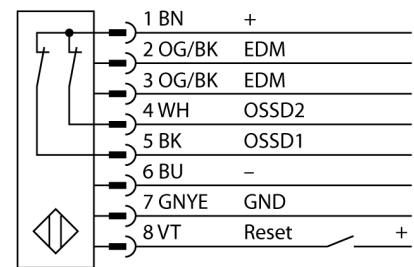 1 BN +
2 OG/BK EDM
3 OG/BK EDM
4 WH OSSD2
5 BK OSSD1
6 BU –
7 GNYE GND
8 VT Reset +